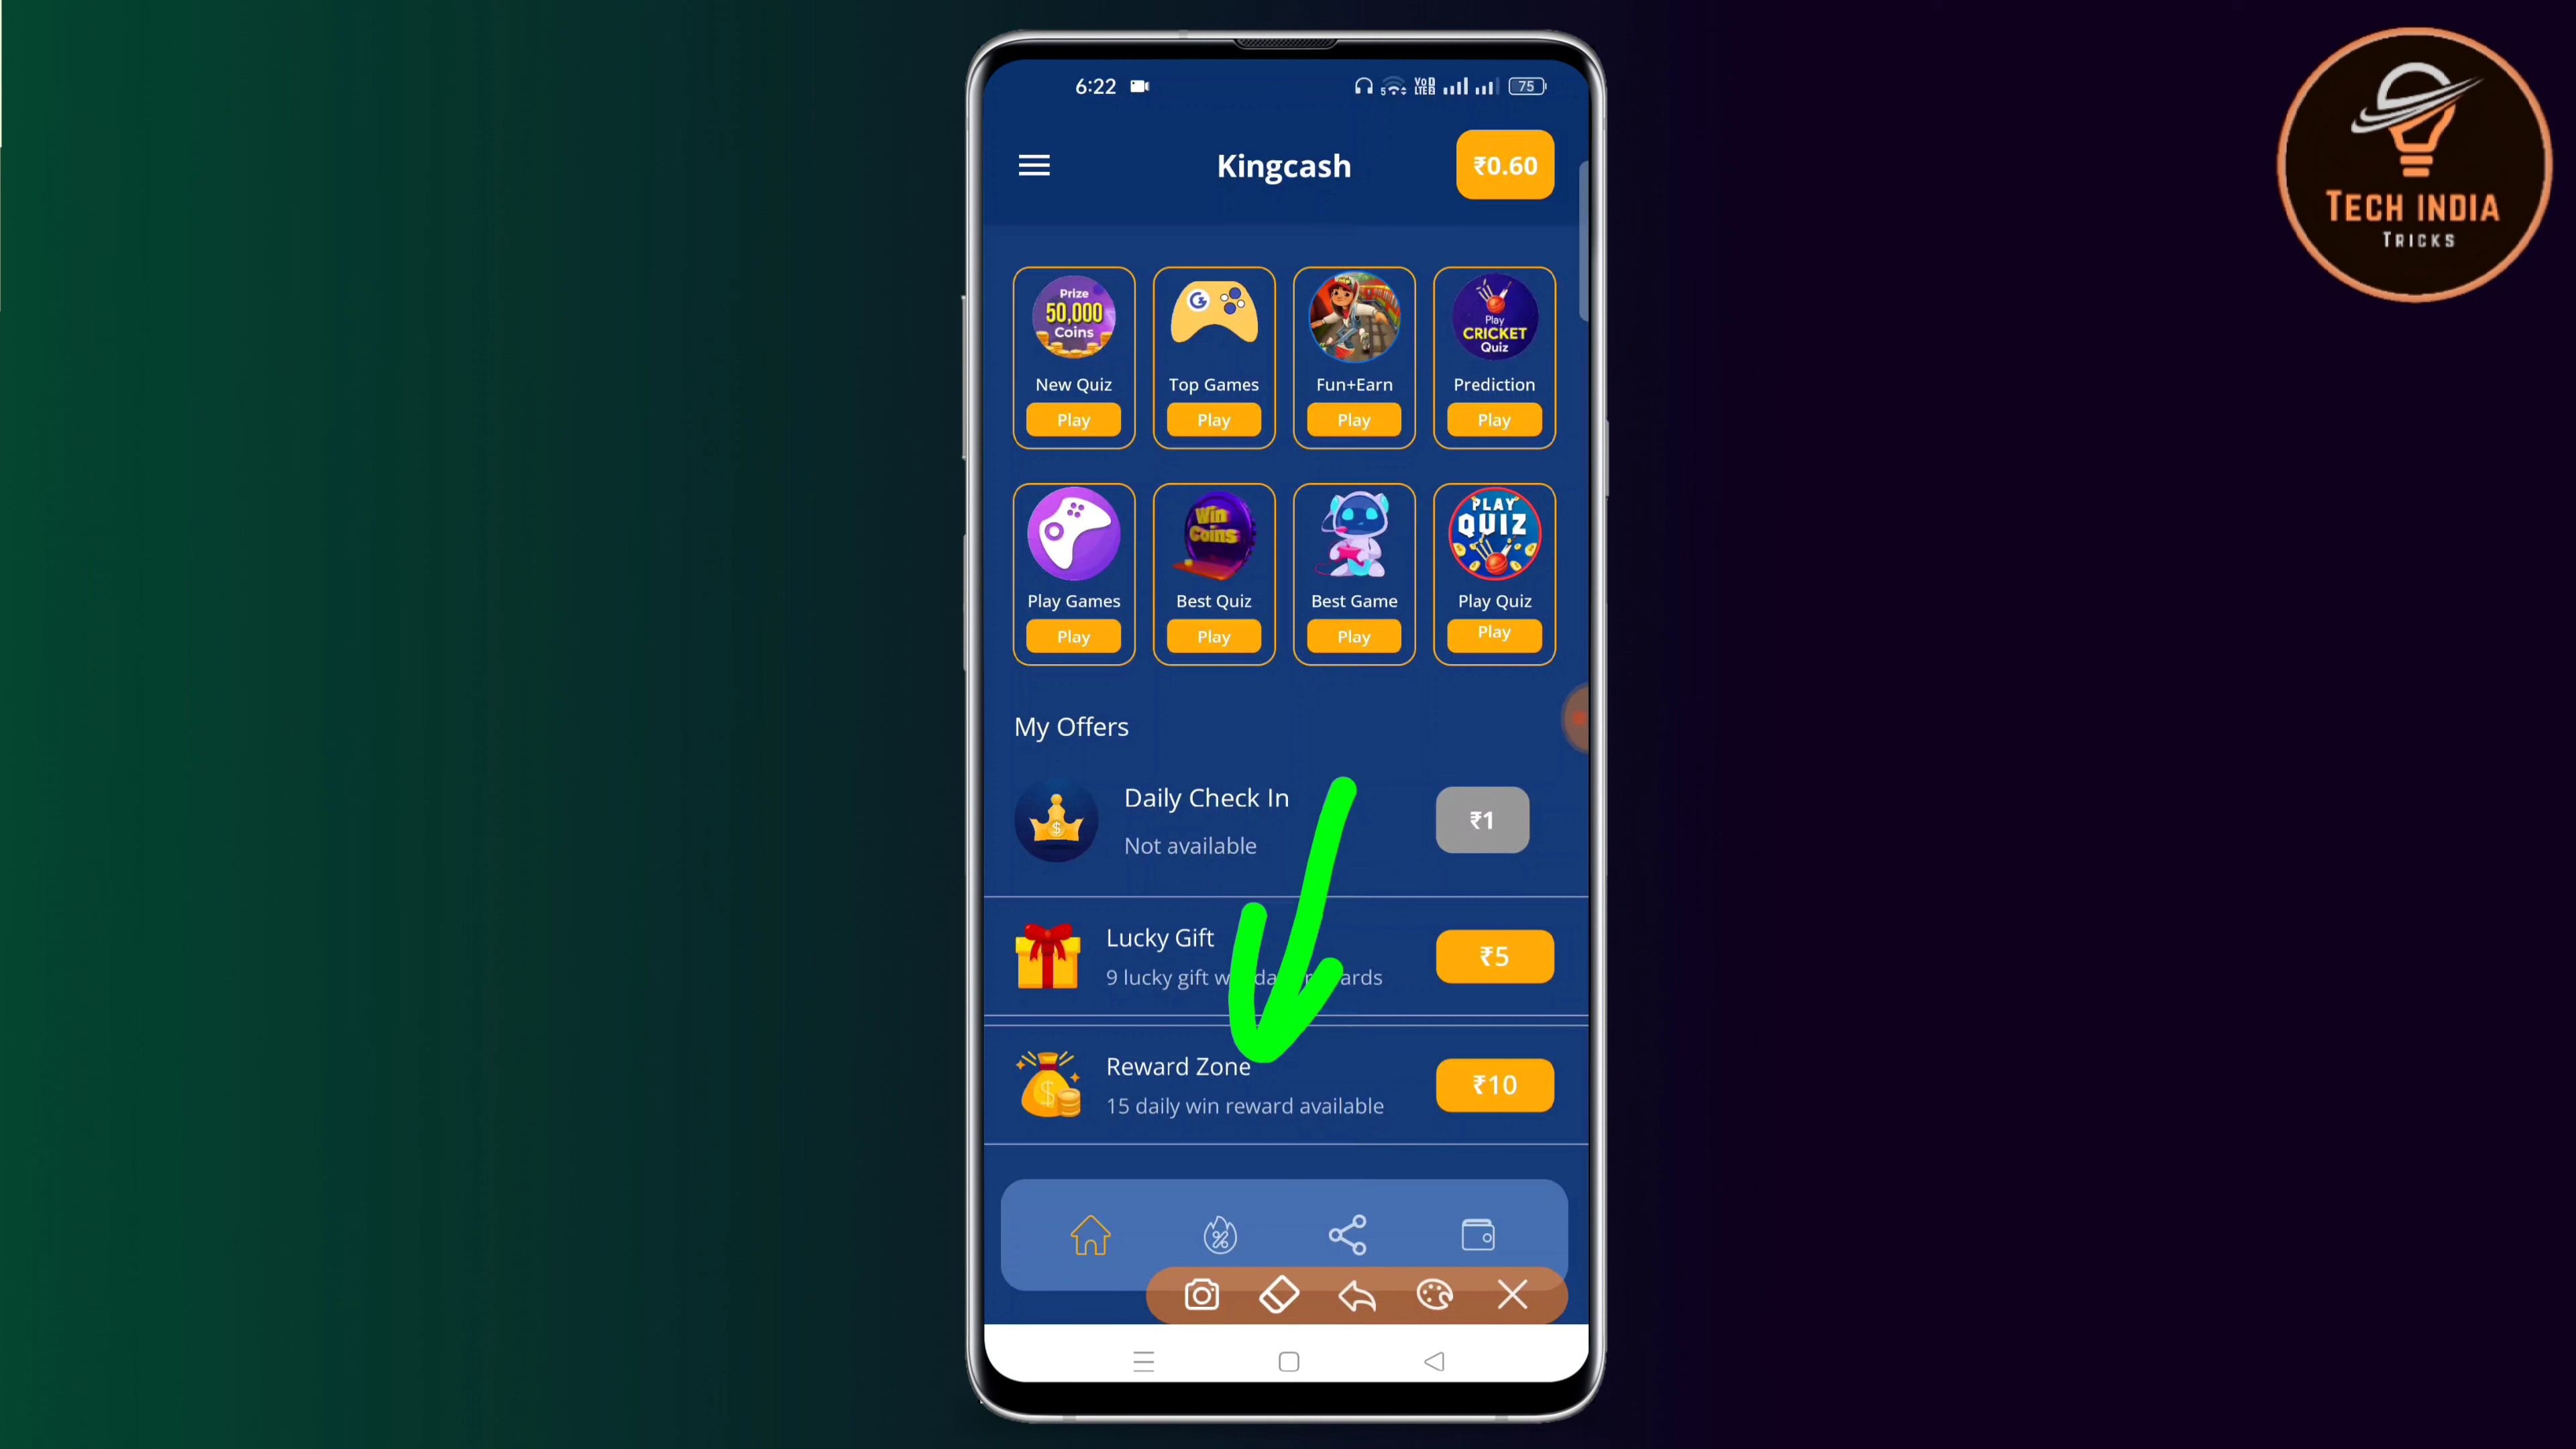 6:22
5
Vo
LTE2
75
Kingcash
₹0.60
TECH INDIA
TRICKS
Prize
50,000
Coins
Play
CRICKET
Quiz
New Quiz
Top Games
Fun+Earn
Prediction
Play
Play
Play
Play
Win
Coins
PLAY
QUIZ
Play Games
Best Quiz
Best Game
Play Quiz
Play
Play
Play
Play
My Offers
Daily Check In
Not available
₹1
Lucky Gift
9 lucky gift
₹5
Reward Zone
15 daily win reward available
₹10